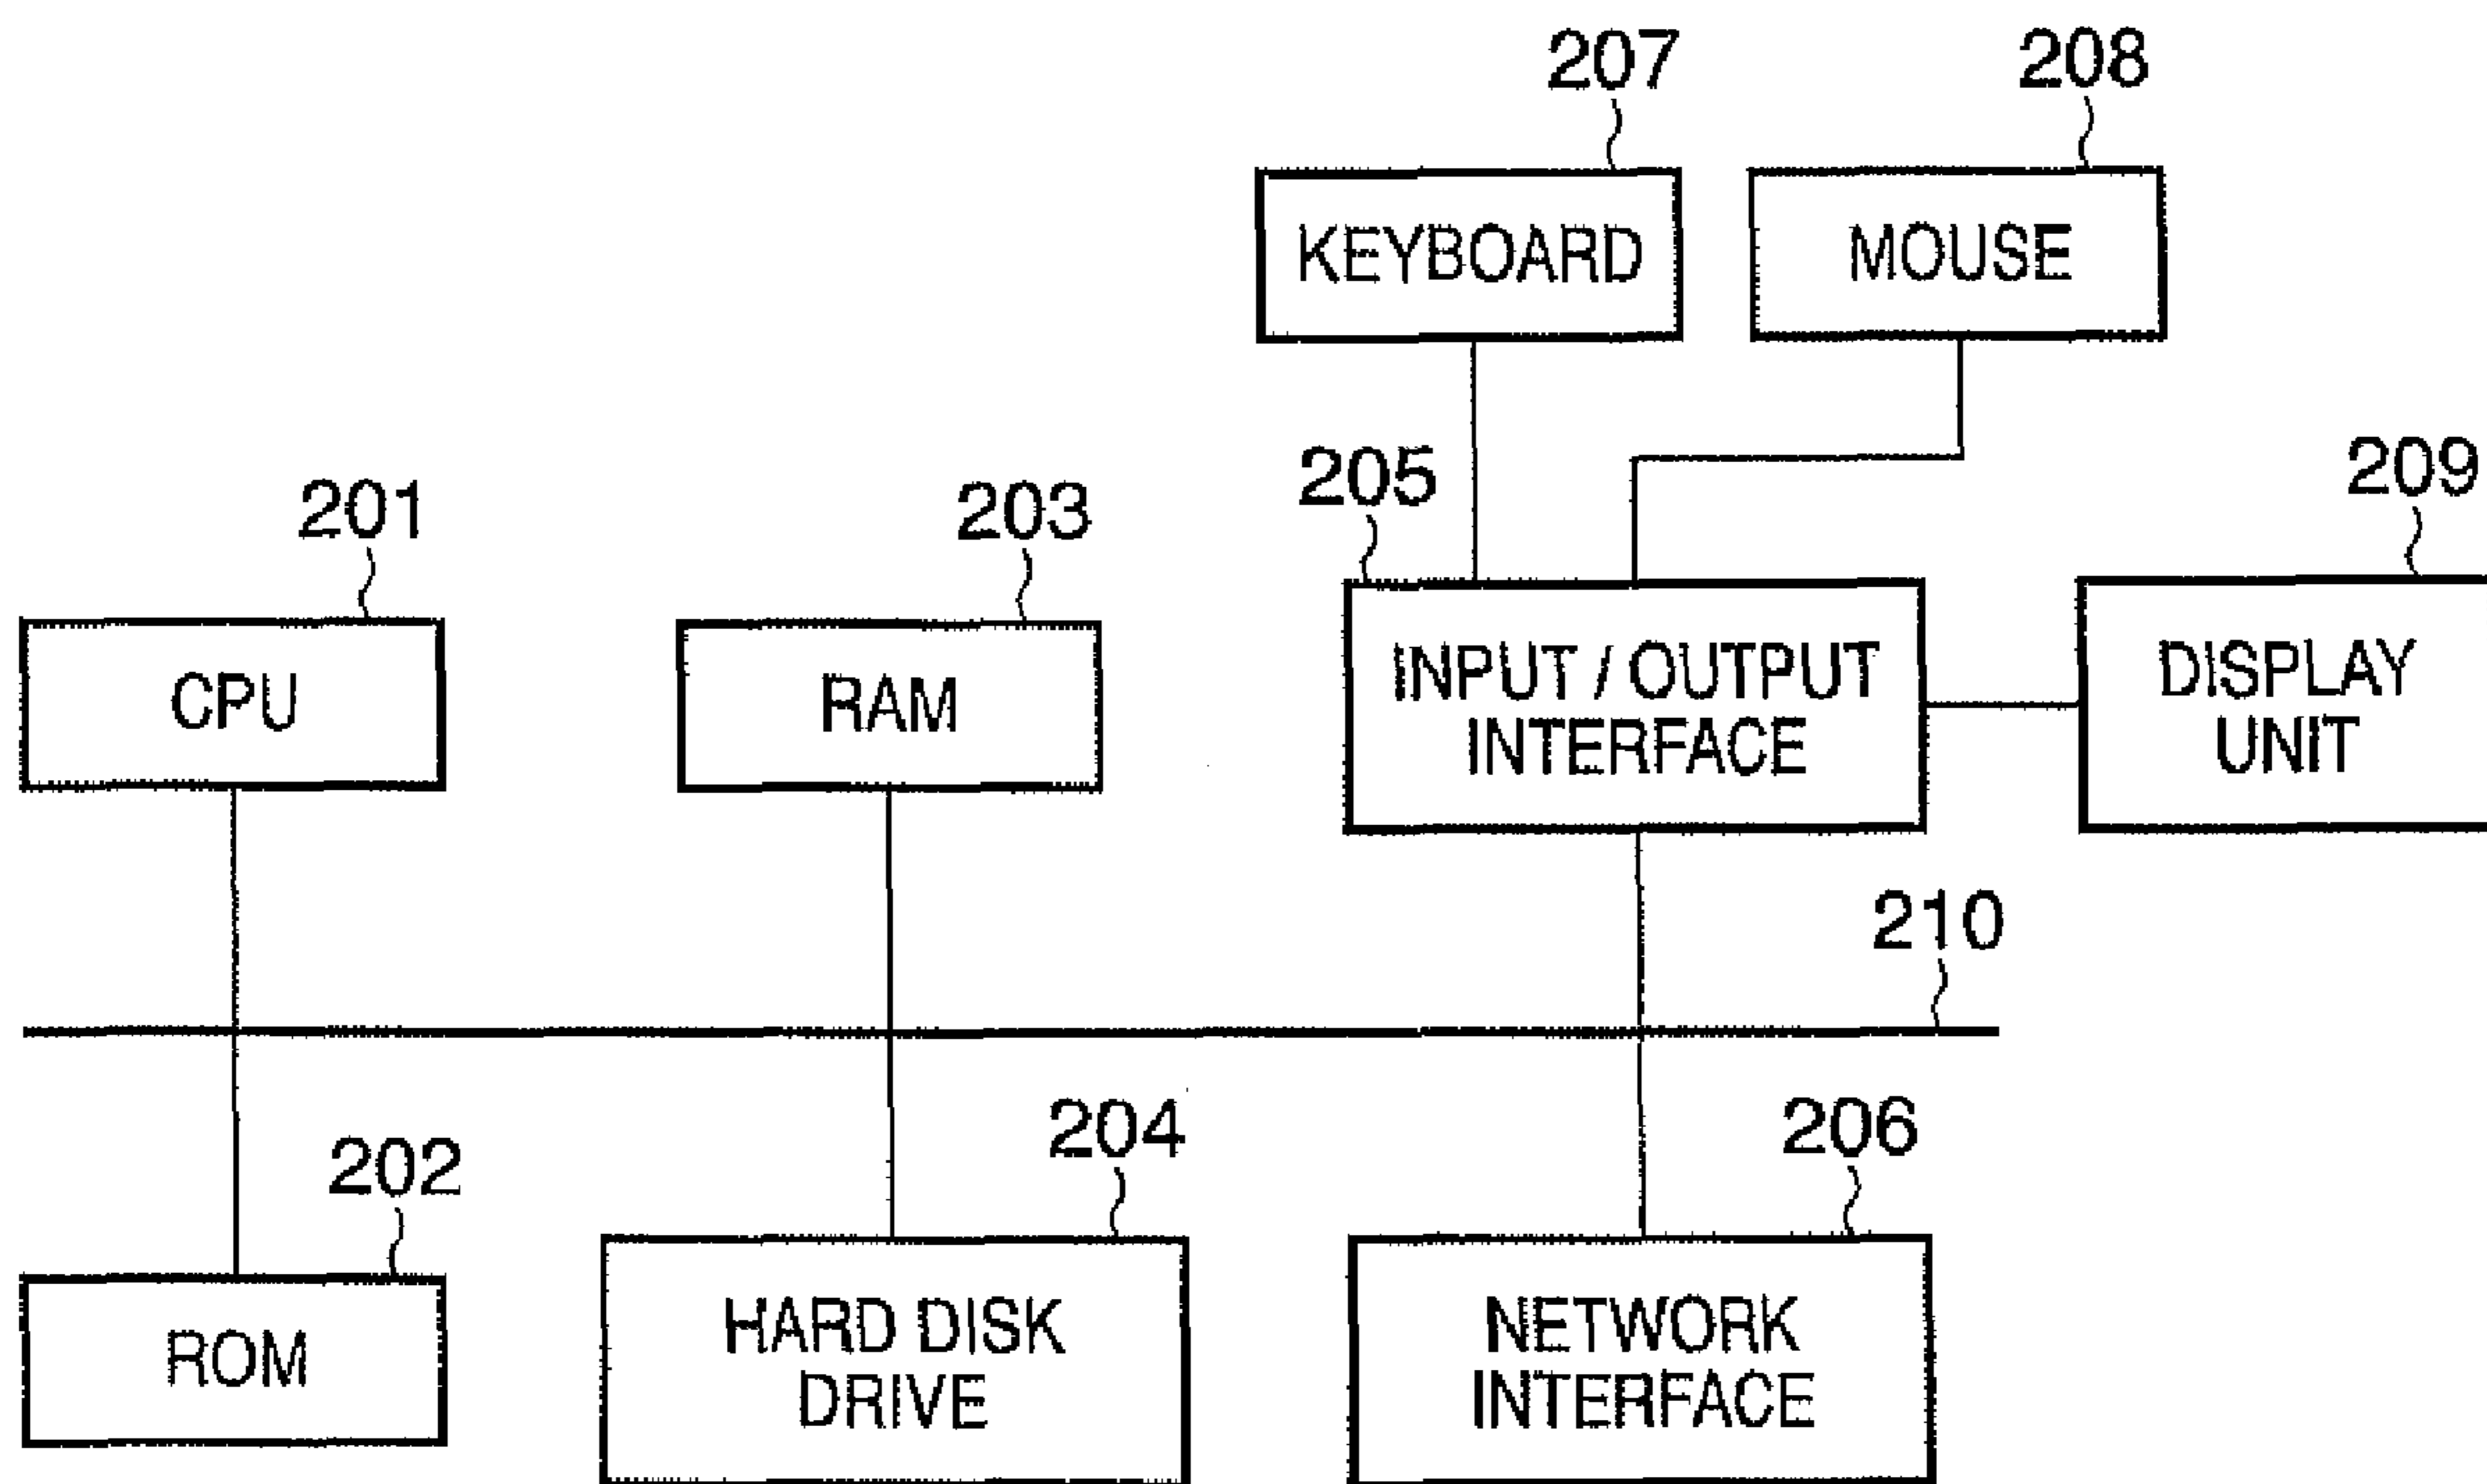 207
208
KEYBOARD
MOUSE
205
209
201
203
CPU
RAM
INPUT / OUTPUT
INTERFACE
DISPLAY
UNIT
210
202
204
206
ROM
HARD DISK
DRIVE
NETWORK
INTERFACE